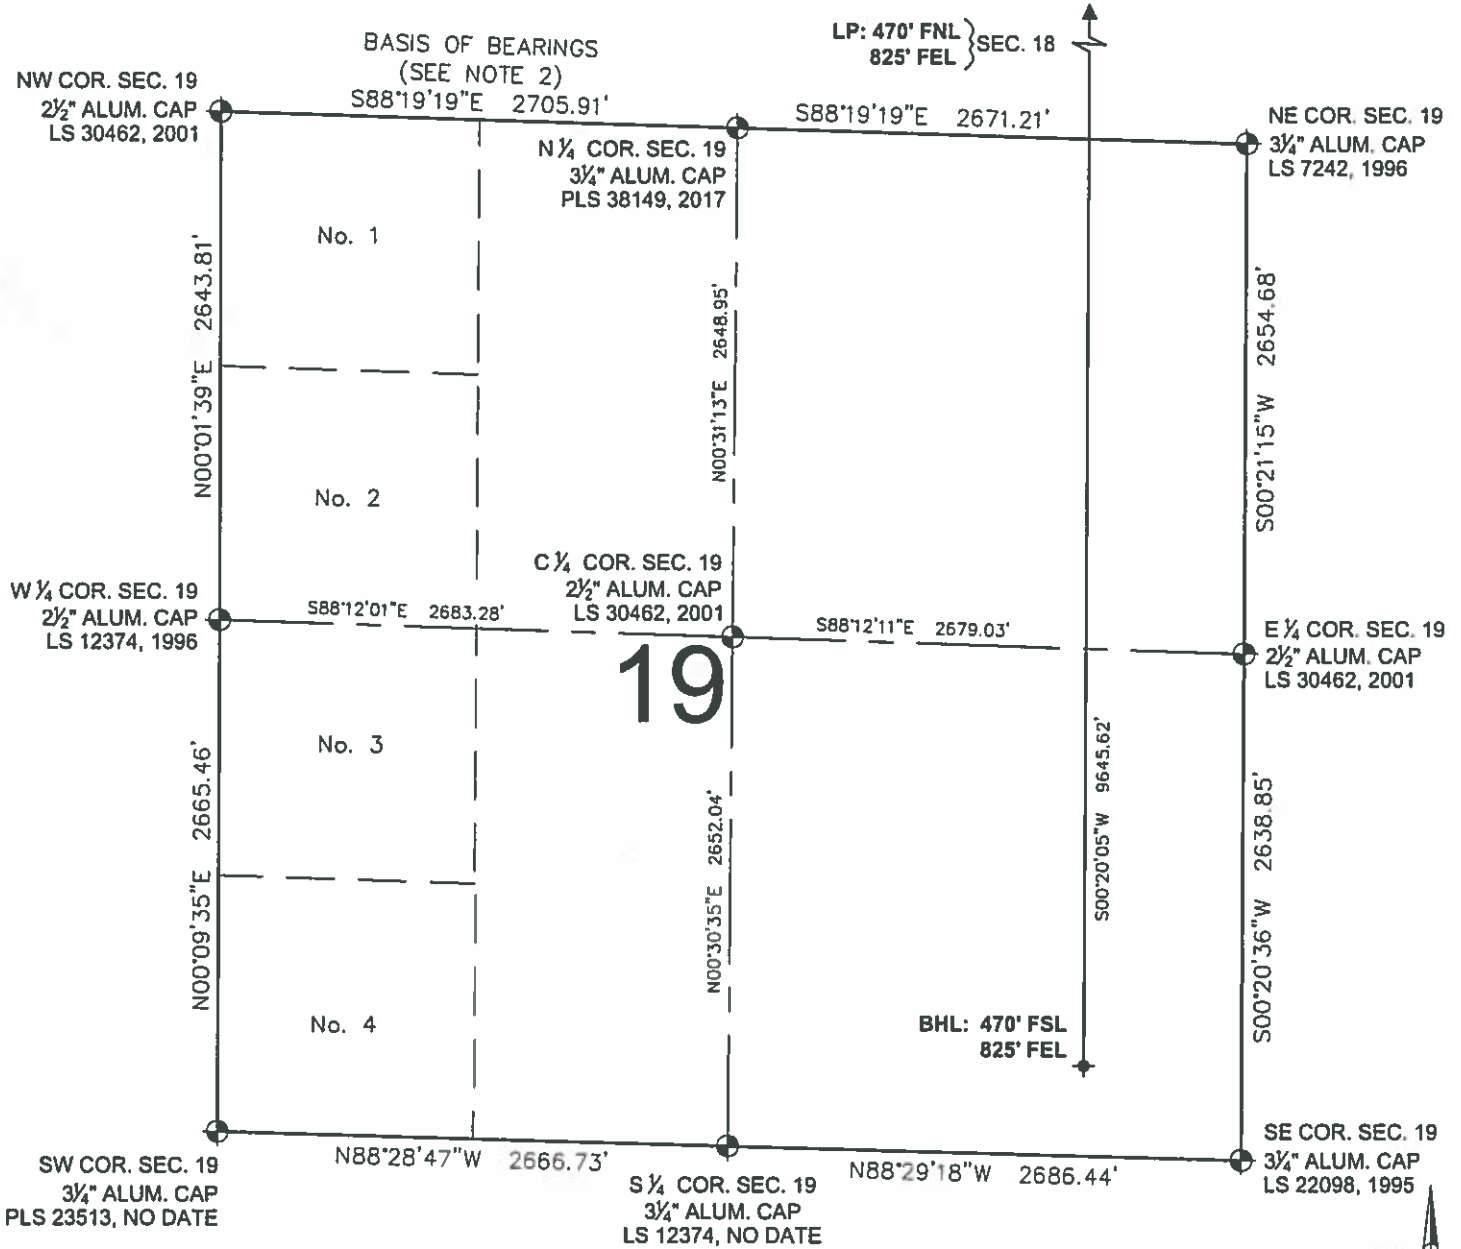 LP: 470' FNL
825' FEL
SEC. 18
BASIS OF BEARINGS
(SEE NOTE 2)
S88°19'19"E 2705.91'
S88°19'19"E 2671.21'
NW COR. SEC. 19
2½" ALUM. CAP
LS 30462, 2001
N ¼ COR. SEC. 19
3¼" ALUM. CAP
PLS 38149, 2017
NE COR. SEC. 19
3¼" ALUM. CAP
LS 7242, 1996
No. 1
N00°01'39"E 2643.81'
N00°31'13"E 2648.95'
S00°21'15"W 2654.68'
No. 2
W ¼ COR. SEC. 19
2½" ALUM. CAP
LS 12374, 1996
S88°12'01"E 2683.28'
C ¼ COR. SEC. 19
2½" ALUM. CAP
LS 30462, 2001
S88°12'11"E 2679.03'
E ¼ COR. SEC. 19
2½" ALUM. CAP
LS 30462, 2001
19
No. 3
N00°09'35"E 2665.46'
N00°30'35"E 2652.04'
S00°20'05"W 9645.62'
S00°20'36"W 2638.85'
No. 4
BHL: 470' FSL
825' FEL
SW COR. SEC. 19
3¼" ALUM. CAP
PLS 23513, NO DATE
N88°28'47"W 2666.73'
S ¼ COR. SEC. 19
3¼" ALUM. CAP
LS 12374, NO DATE
N88°29'18"W 2686.44'
SE COR. SEC. 19
3¼" ALUM. CAP
LS 22098, 1995